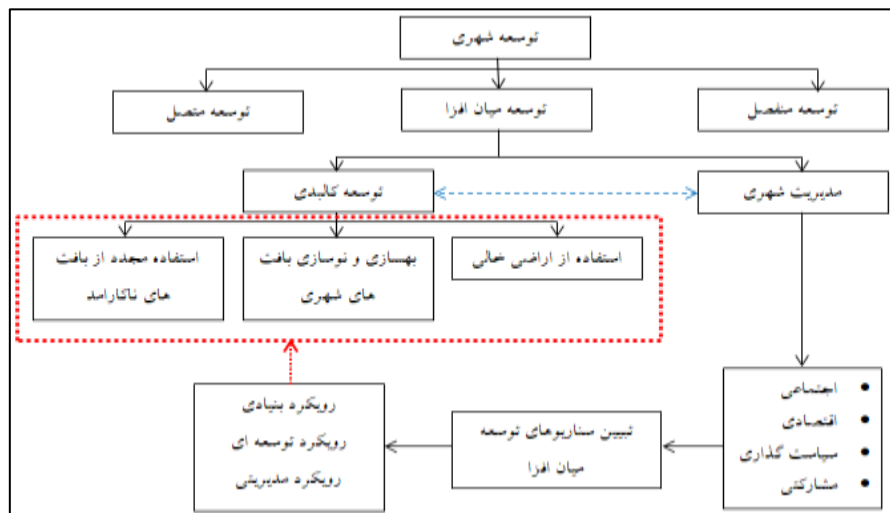 توسعه شهری
توسعه منفصل
توسعه میان افزا
توسعه متصل
مدیریت شهری
توسعه کالبدی
استفاده از اراضی خالی
بهسازی و نوسازی بافت
های شهری
استفاده مجدد از بافت
های ناکارامد
• اجتماعی
• اقتصادی
• سیاست گذاری
• مشارکتی
تبیین سناریوهای توسعه
میان افزا
رویکرد بنیادی
رویکرد توسعه ای
رویکرد مدیریتی